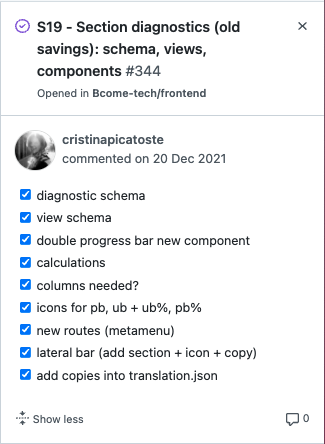 S19 - Section diagnostics (old
savings): schema, views,
components #344
Opened in Bcome-tech/frontend
cristinapicatoste
commented on 20 Dec 2021
diagnostic schema
view schema
double progress bar new component
calculations
columns needed?
icons for pb, ub + ub%, pb%
new routes (metamenu)
lateral bar (add section + icon + copy)
add copies into translation.json
Show less
0